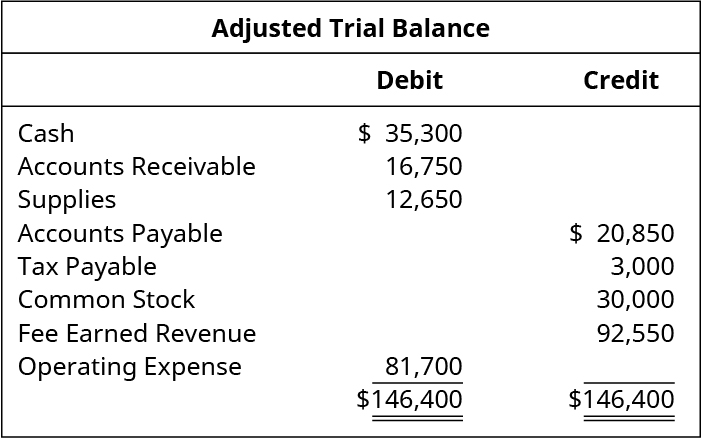 Adjusted Trial Balance
Debit Credit
Cash $ 35,300
Accounts Receivable 16,750
Supplies 12,650
Accounts Payable $ 20,850
Tax Payable 3,000
Common Stock 30,000
Fee Earned Revenue 92,550
Operating Expense 81,700
$146,400 $146,400